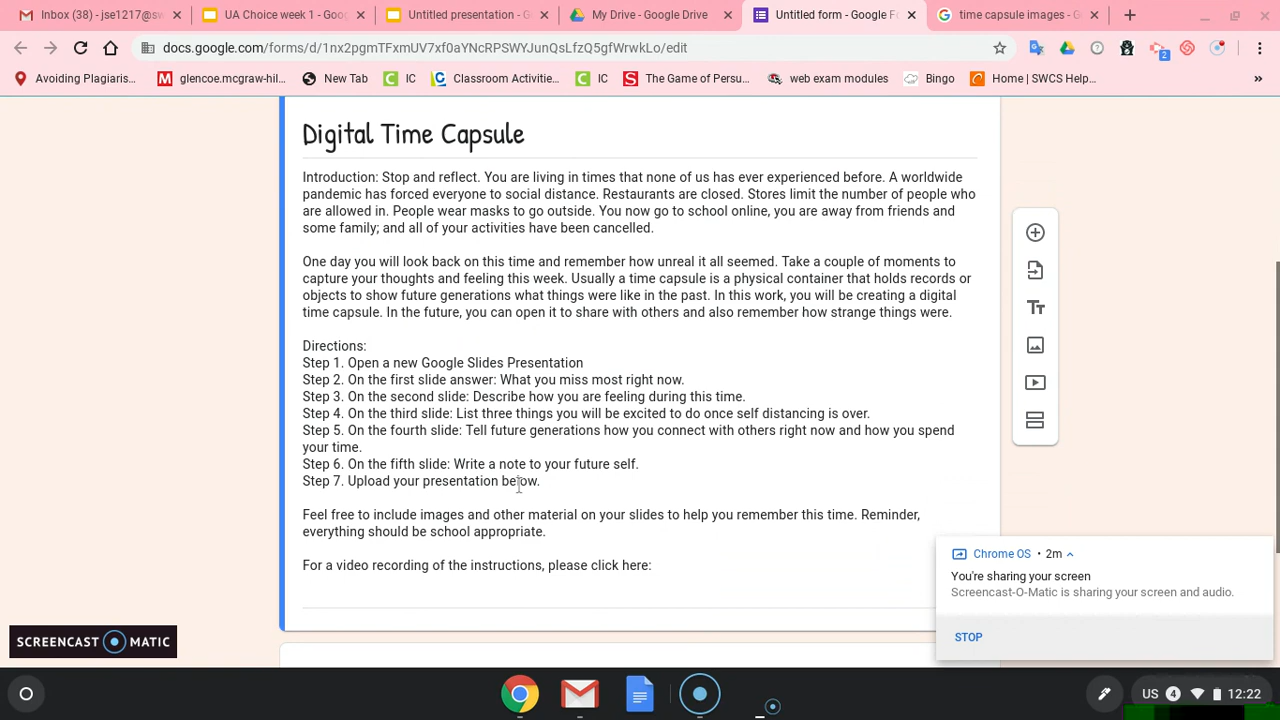 Inbox (38) - jse1217@sw
UA Choice week 1 - Goog
Untitled presentation - G
My Drive - Google Drive
Untitled form - Google Fo
time capsule images - G
docs.google.com/forms/d/1nx2pgmTFxmUV7xf0aYNcRPSWYJunQsLfzQ5gfWrwkLo/edit
Avoiding Plagiaris...
glencoe.mcgraw-hil...
New Tab
IC
Classroom Activitie...
IC
The Game of Persu...
web exam modules
Bingo
Home | SWCS Help...
»
2
Digital Time Capsule
Introduction: Stop and reflect. You are living in times that none of us has ever experienced before. A worldwide
pandemic has forced everyone to social distance. Restaurants are closed. Stores limit the number of people who
are allowed in. People wear masks to go outside. You now go to school online, you are away from friends and
some family; and all of your activities have been cancelled.
One day you will look back on this time and remember how unreal it all seemed. Take a couple of moments to
capture your thoughts and feeling this week. Usually a time capsule is a physical container that holds records or
objects to show future generations what things were like in the past. In this work, you will be creating a digital
time capsule. In the future, you can open it to share with others and also remember how strange things were.
Directions:
Step 1. Open a new Google Slides Presentation
Step 2. On the first slide answer: What you miss most right now.
Step 3. On the second slide: Describe how you are feeling during this time.
Step 4. On the third slide: List three things you will be excited to do once self distancing is over.
Step 5. On the fourth slide: Tell future generations how you connect with others right now and how you spend
your time.
Step 6. On the fifth slide: Write a note to your future self.
Step 7. Upload your presentation below.
Feel free to include images and other material on your slides to help you remember this time. Reminder,
everything should be school appropriate.
For a video recording of the instructions, please click here:
Tт
Chrome OS • 2m
You're sharing your screen
Screencast-O-Matic is sharing your screen and audio.
STOP
SCREENCAST MATIC
US 4 12:22